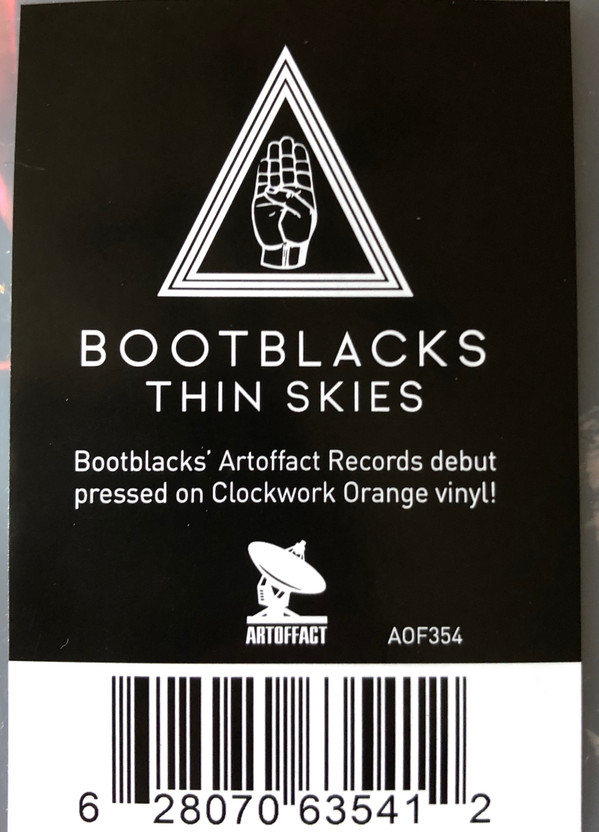 BOOTBLACKS
THIN SKIES
Bootblacks' Artoffact Records debut
pressed on Clockwork Orange vinyl!
ARTOFFACT
AOF354
6 28070 63541 2